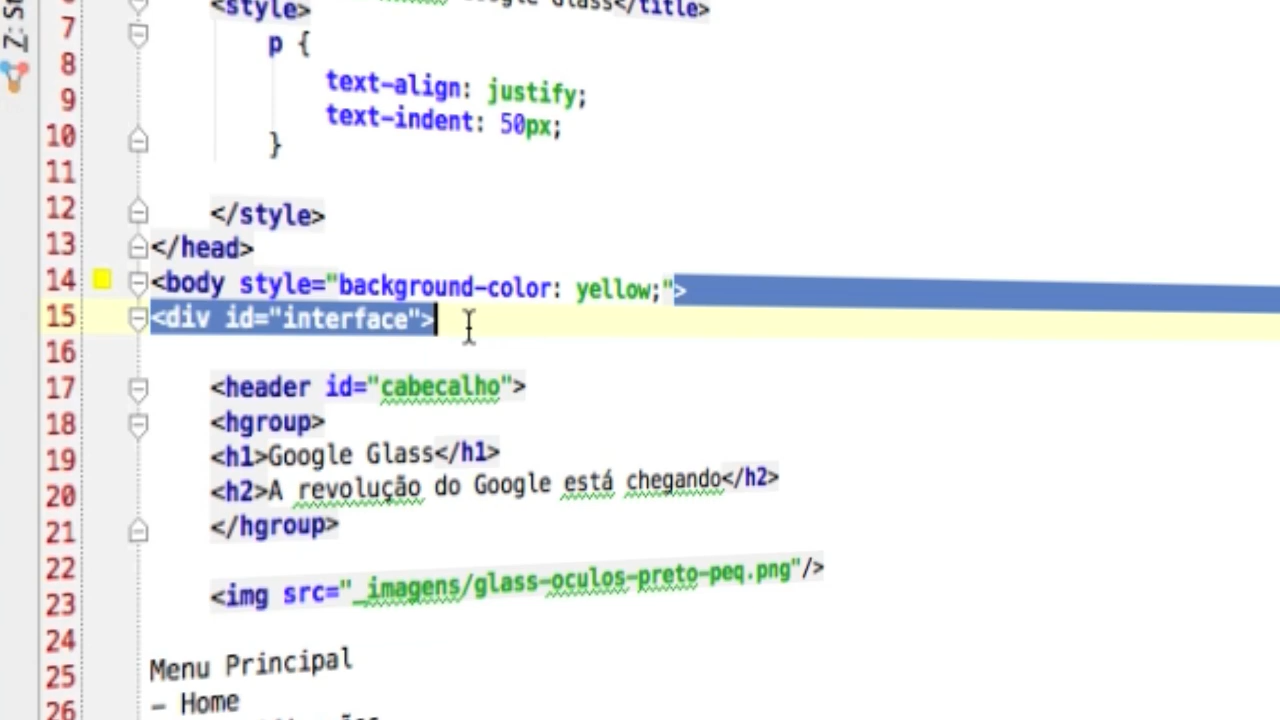 Z: S
<style>
Google Glass</title>
7
p {
8
text-align: justify;
9
text-indent: 50px;
10
}
11
12
</style>
13
</head>
14
<body style="background-color: yellow;">
15
<div id="interface">
16
17
<header id="cabecalho">
18
<hgroup>
19
<h1>Google Glass</h1>
20
<h2>A revolução do Google está chegando</h2>
21
</hgroup>
22
23
<img src="_imagens/glass-oculos-preto-peq.png"/>
24
25
Menu Principal
26
– Home